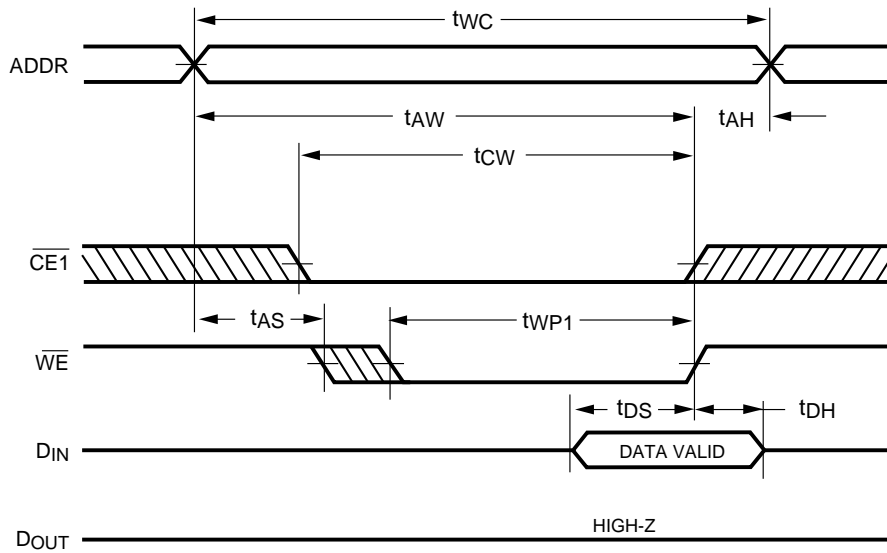 tWC
ADDR
tAW
tAH
tCW
CE1
tAS
tWP1
WE
tDS
tDH
DIN
DATA VALID
HIGH-Z
DOUT